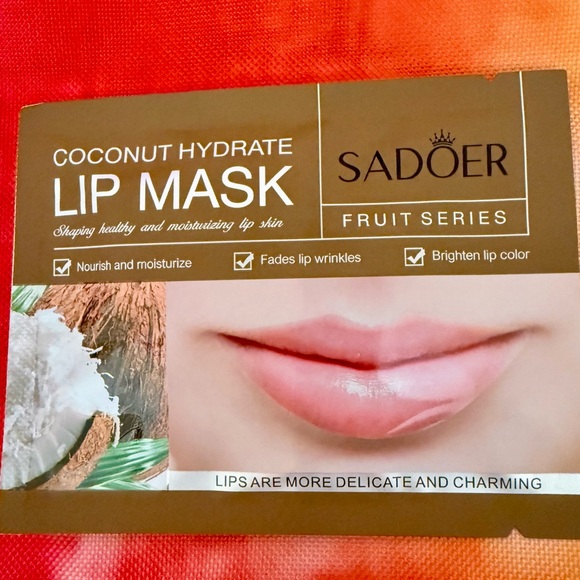 COCONUT HYDRATE
LIP MASK
Shaping healthy and moisturizing lip skin
SADOER
FRUIT SERIES
Nourish and moisturize
Fades lip wrinkles
Brighten lip color
LIPS ARE MORE DELICATE AND CHARMING